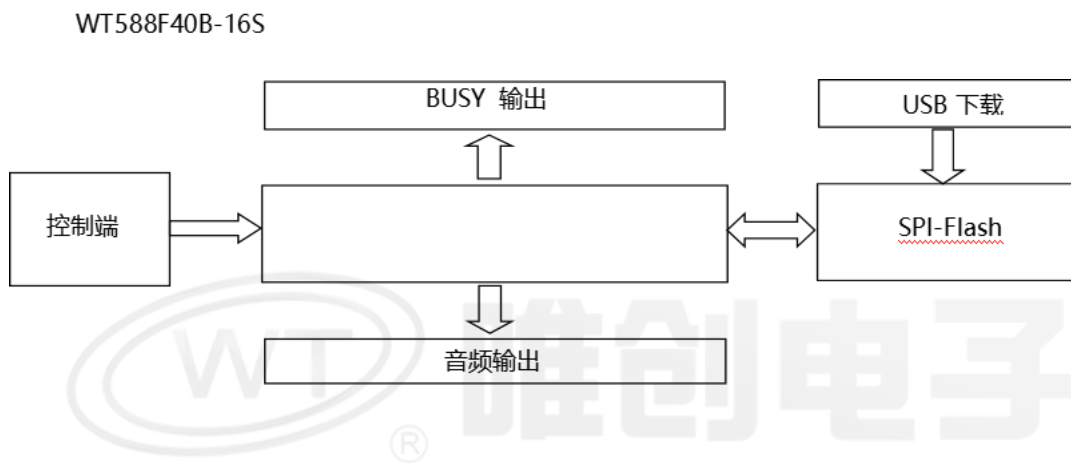 WT588F40B-16S
BUSY 输出
USB 下载
控制端
SPI-Flash
音频输出
WT
®
唯创电子